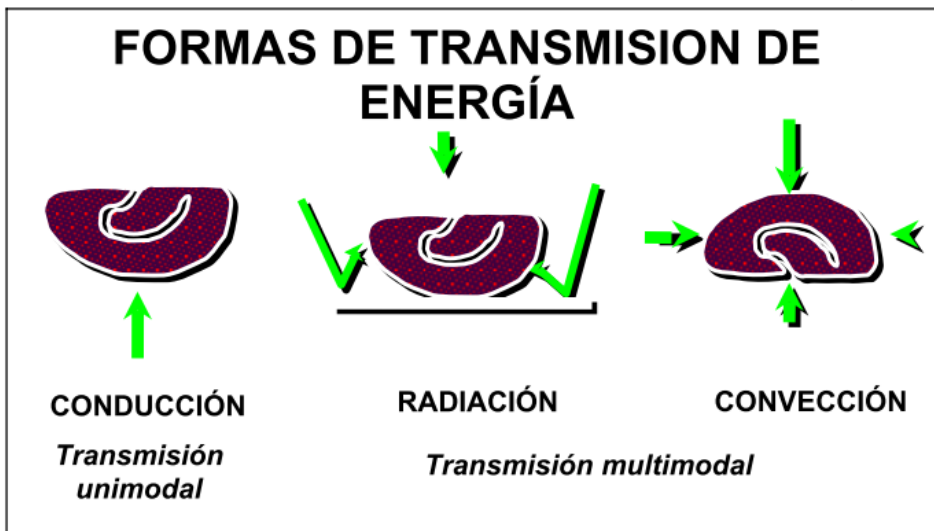 FORMAS DE TRANSMISION DE
ENERGÍA
CONDUCCIÓN
RADIACIÓN
CONVECCIÓN
Transmisión
unimodal
Transmisión multimodal